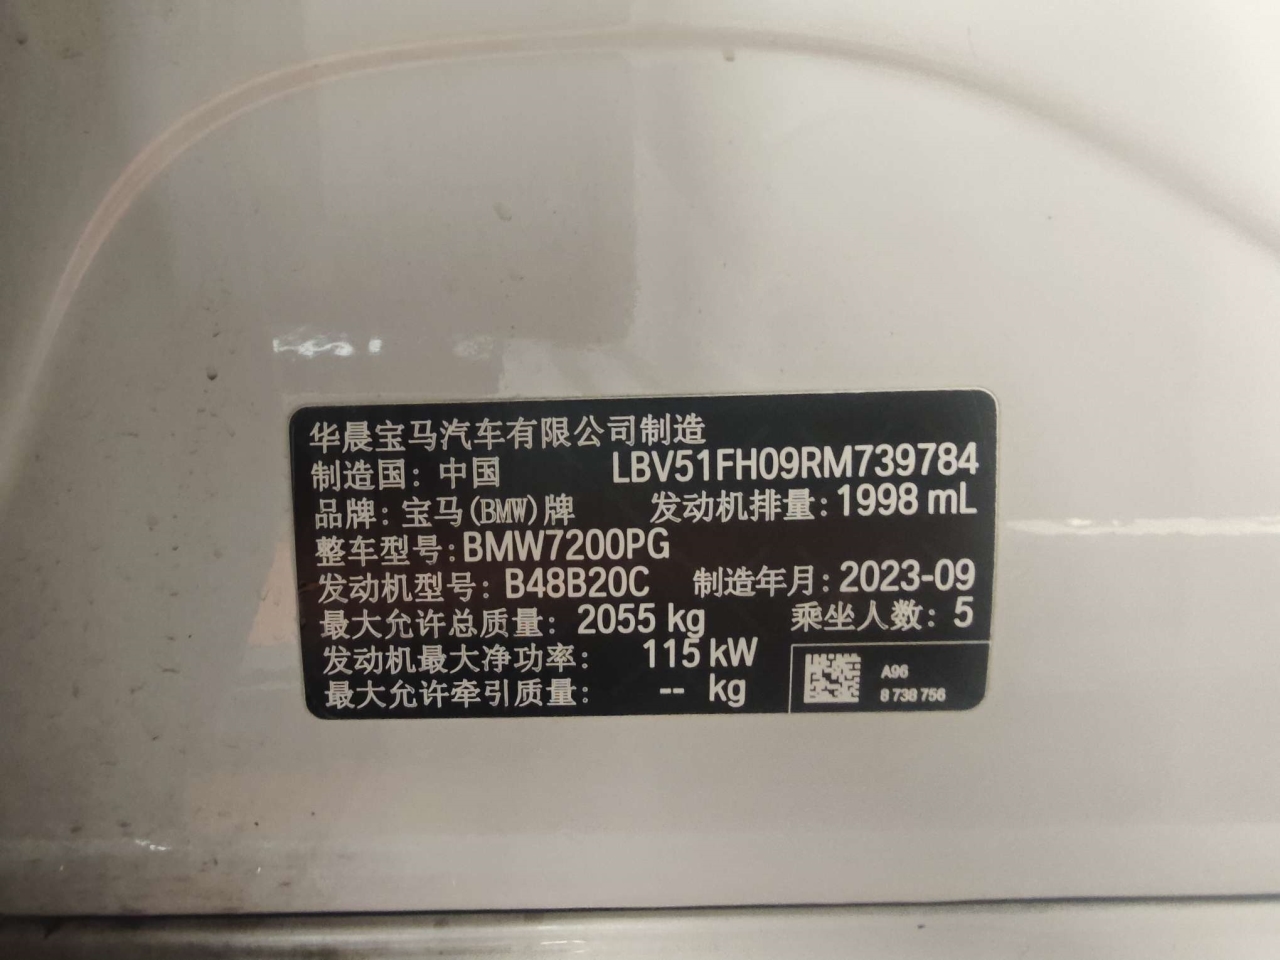 华晨宝马汽车有限公司制造
制造国: 中国 LBV51FH09RM739784
品牌: 宝马(BMW)牌 发动机排量: 1998 mL
整车型号: BMW7200PG
发动机型号: B48B20C 制造年月: 2023-09
最大允许总质量: 2055 kg 乘坐人数: 5
发动机最大净功率: 115 kW
最大允许牵引质量: -- kg
A96
8 738 756